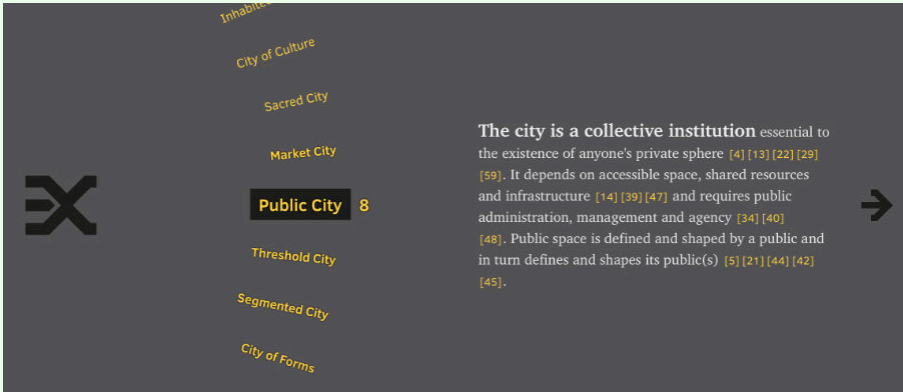 City of Culture
Sacred City
Market City
Public City 8
Threshold City
Segmented City
City of Forms
The city is a collective institution essential to
the existence of anyone's private sphere [4] [13] [22] [29]
[59]. It depends on accessible space, shared resources
and infrastructure [14] [39] [47] and requires public
administration, management and agency [34] [40]
[48]. Public space is defined and shaped by a public and
in turn defines and shapes its public(s) [5] [21] [44] [42]
[45].